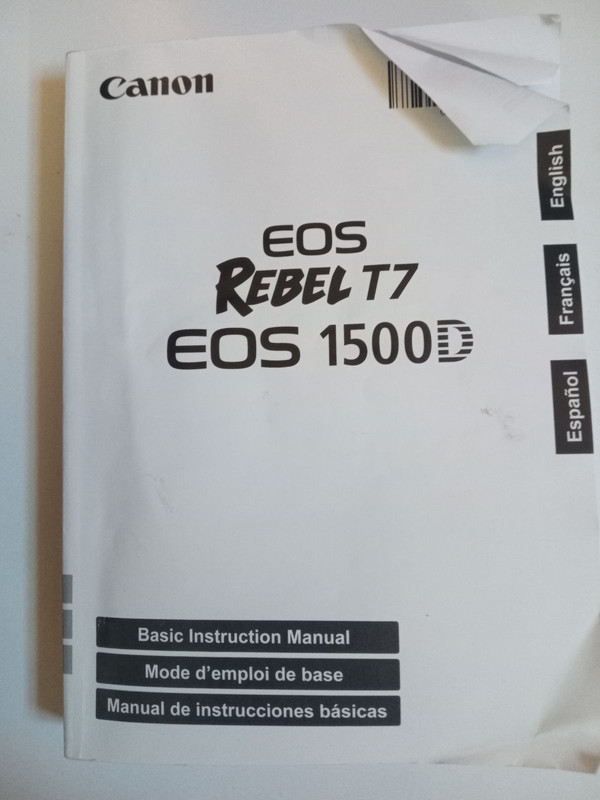 Canon
EOS
REBEL T7
EOS 1500D
English
Français
Español
Basic Instruction Manual
Mode d'emploi de base
Manual de instrucciones básicas